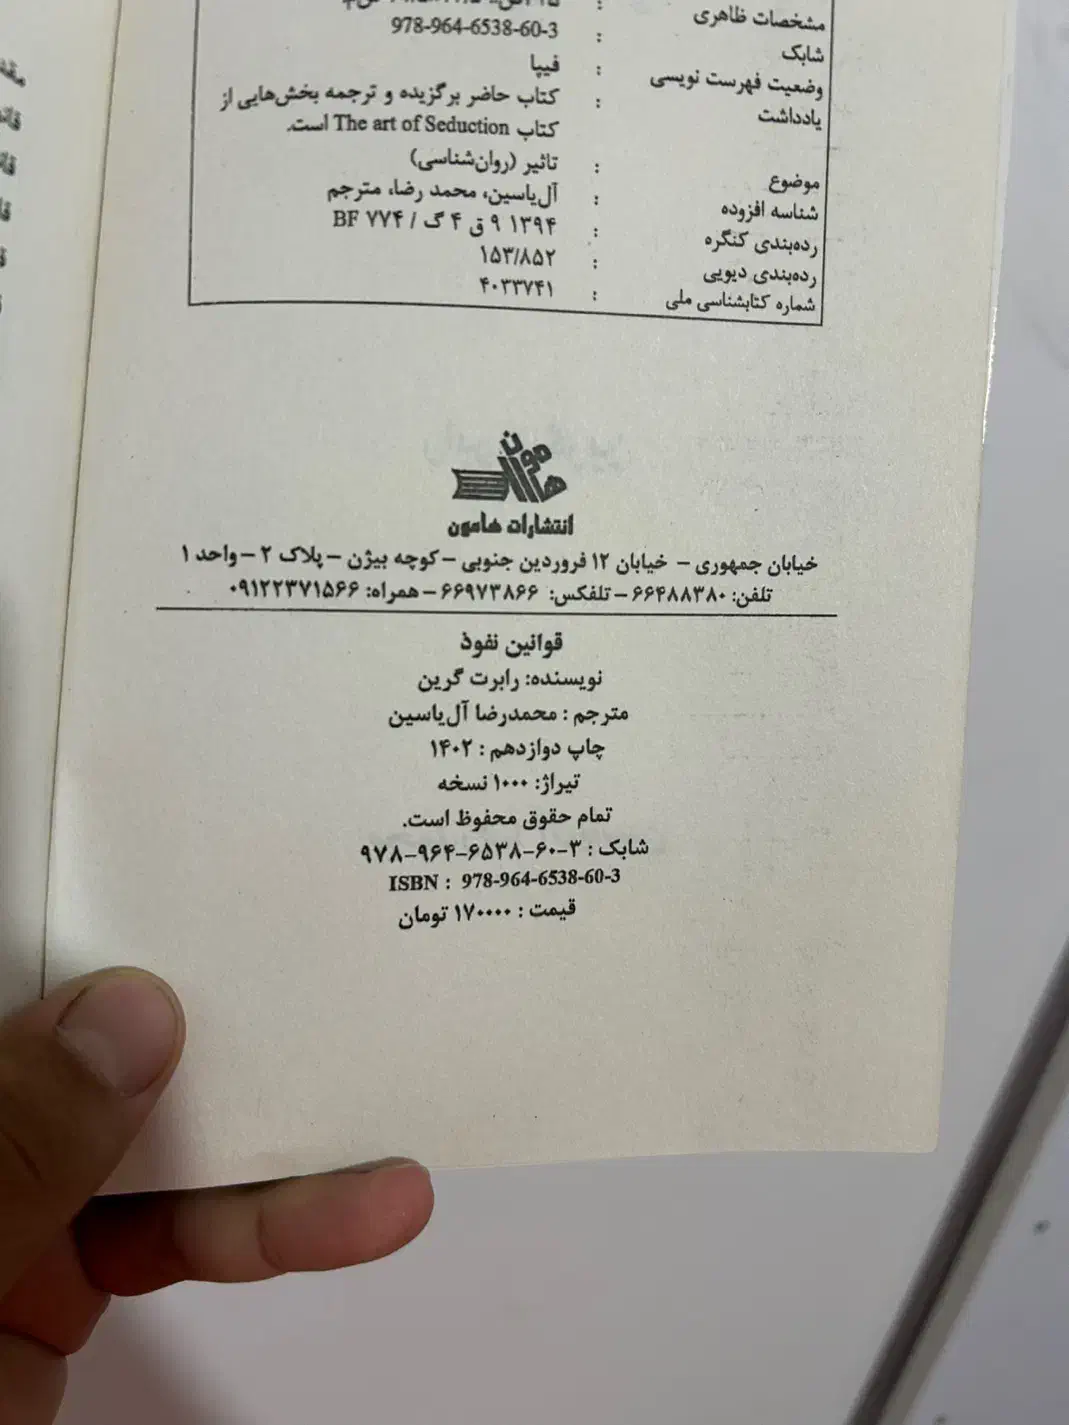 مشخصات ظاهری :
شابک : 978-964-6538-60-3
وضعیت فهرست نویسی : فیپا
یادداشت : کتاب حاضر برگزیده و ترجمه بخش‌هایی از
کتاب The art of Seduction است.
موضوع : تاثیر (روان‌شناسی)
شناسه افزوده : آل‌یاسین، محمد رضا، مترجم
رده‌بندی کنگره : ۱۳۹۴ ۹ ق ۴ گ / BF ۷۷۴
رده‌بندی دیویی : ۱۵۳/۸۵۲
شماره کتابشناسی ملی : ۴۰۳۳۷۴۱
هامون
انتشارات هامون
خیابان جمهوری – خیابان ۱۲ فروردین جنوبی – کوچه بیژن – پلاک ۲ – واحد ۱
تلفن: ۶۶۴۸۸۳۸۰ – تلفکس: ۶۶۹۷۳۸۶۶ – همراه: ۰۹۱۲۲۳۷۱۵۶۶
قوانین نفوذ
نویسنده: رابرت گرین
مترجم : محمدرضا آل‌یاسین
چاپ دوازدهم : ۱۴۰۲
تیراژ: ۱۰۰۰ نسخه
تمام حقوق محفوظ است.
شابک : ۳-۶۰-۶۵۳۸-۹۶۴-۹۷۸
ISBN : 978-964-6538-60-3
قیمت : ۱۷۰۰۰۰ تومان